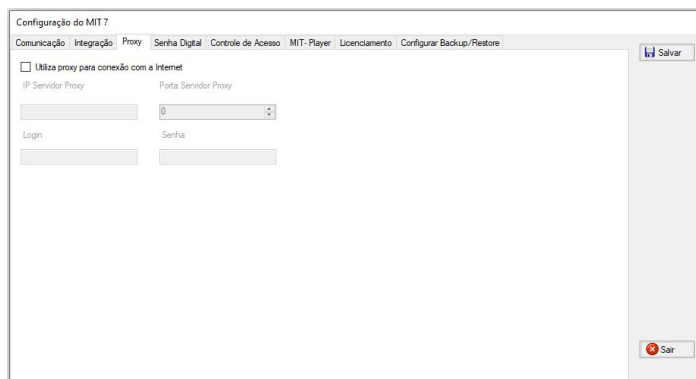 Configuração do MIT 7
Comunicação Integração Proxy Senha Digital Controle de Acesso MIT- Player Licenciamento Configurar Backup/Restore
Salvar
Utiliza proxy para conexão com a Internet
IP Servidor Proxy Porta Servidor Proxy
0
Login Senha
Sair